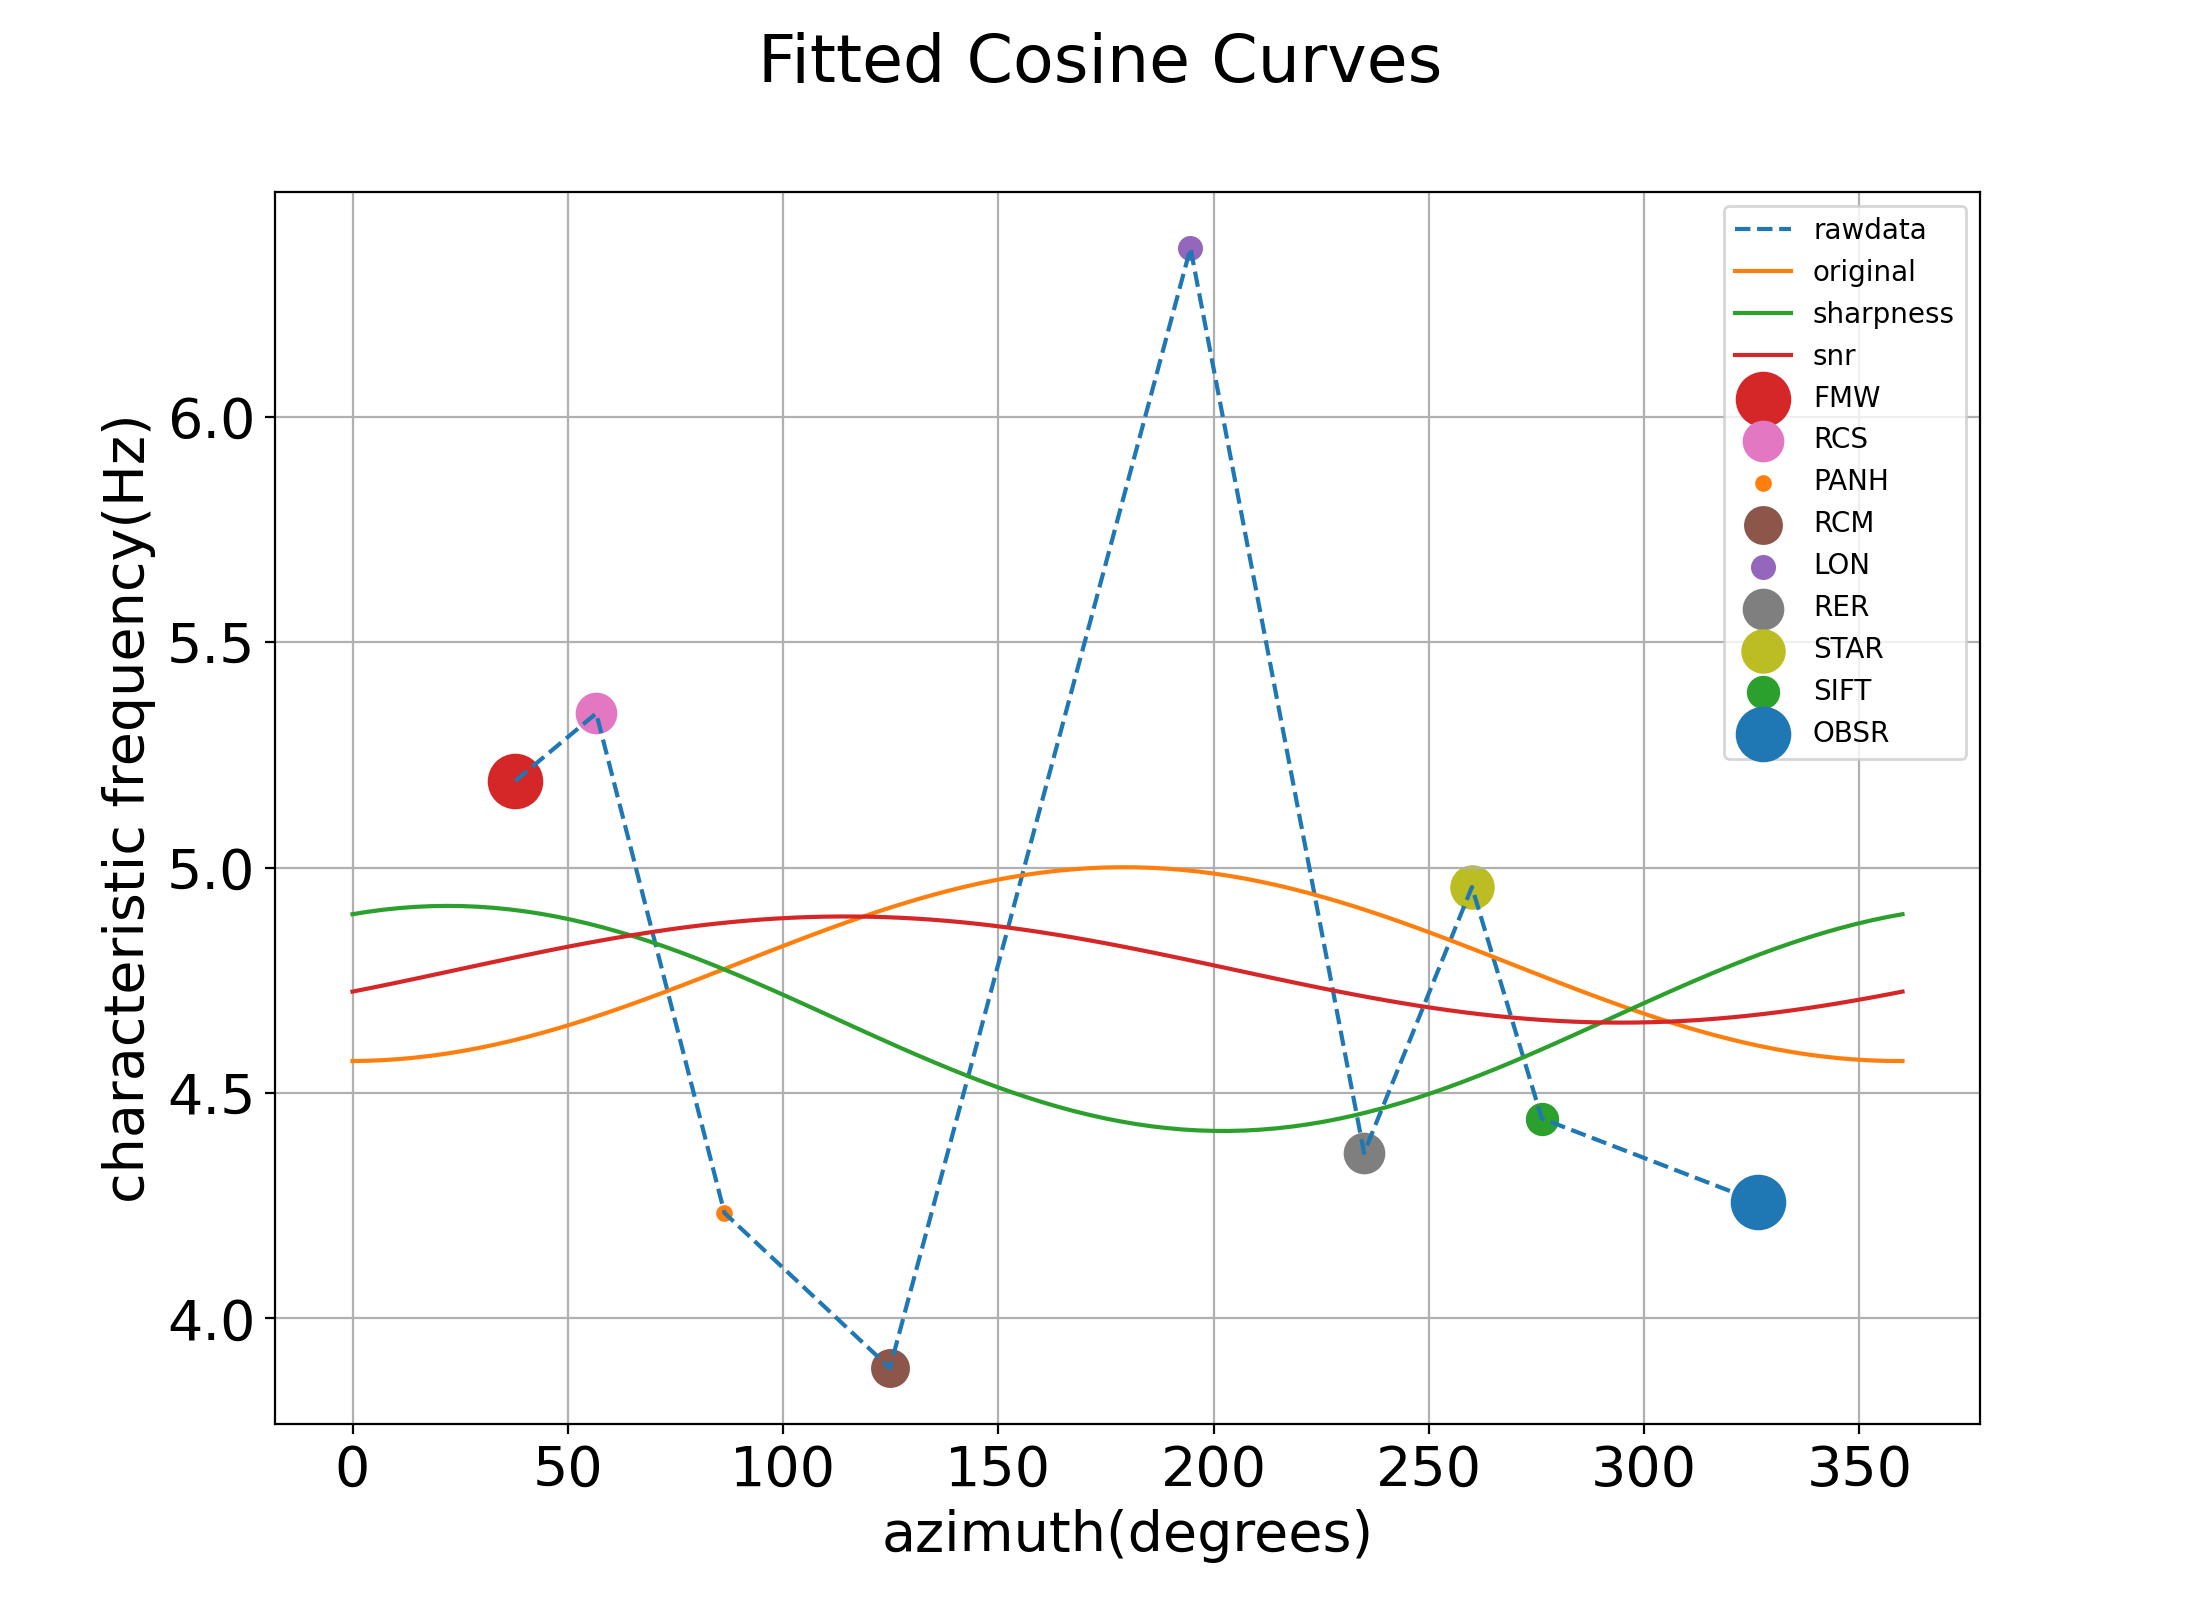 Fitted Cosine Curves
rawdata
original
sharpness
snr
FMW
RCS
PANH
RCM
LON
RER
STAR
SIFT
OBSR
characteristic frequency(Hz)
6.0
5.5
5.0
4.5
4.0
0 50 100 150 200 250 300 350
azimuth(degrees)